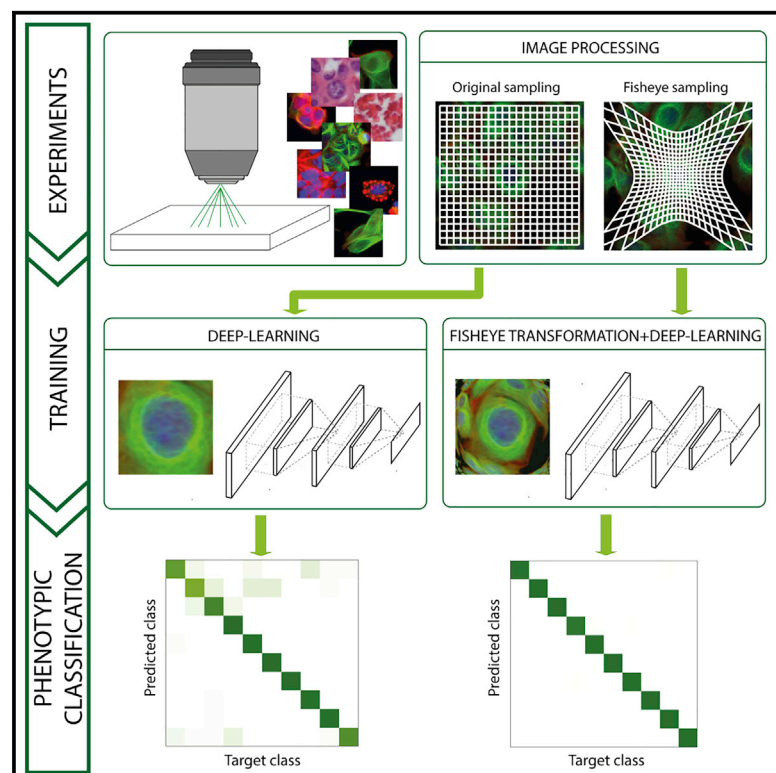 EXPERIMENTS
IMAGE PROCESSING
Original sampling
Fisheye sampling
TRAINING
DEEP-LEARNING
FISHEYE TRANSFORMATION+DEEP-LEARNING
PHENOTYPIC
CLASSIFICATION
Predicted class
Target class
Predicted class
Target class